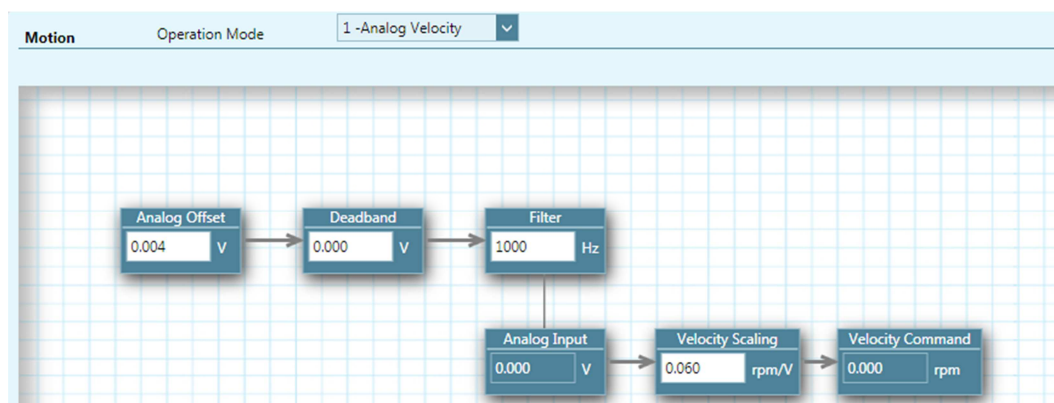 Motion Operation Mode 1 -Analog Velocity
Analog Offset Deadband Filter
0.004 V 0.000 V 1000 Hz
Analog Input Velocity Scaling Velocity Command
0.000 V 0.060 rpm/V 0.000 rpm